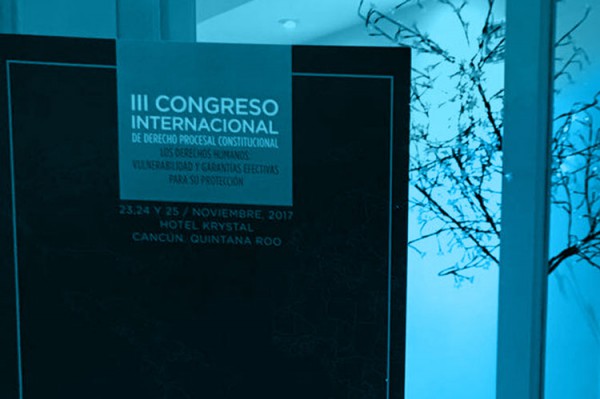 III CONGRESO
INTERNACIONAL
DE DERECHO PROCESAL CONSTITUCIONAL
LOS DERECHOS HUMANOS:
VULNERABILIDAD Y GARANTÍAS EFECTIVAS
PARA SU PROTECCIÓN
23,24 Y 25 / NOVIEMBRE, 2017
HOTEL KRYSTAL
CANCÚN, QUINTANA ROO